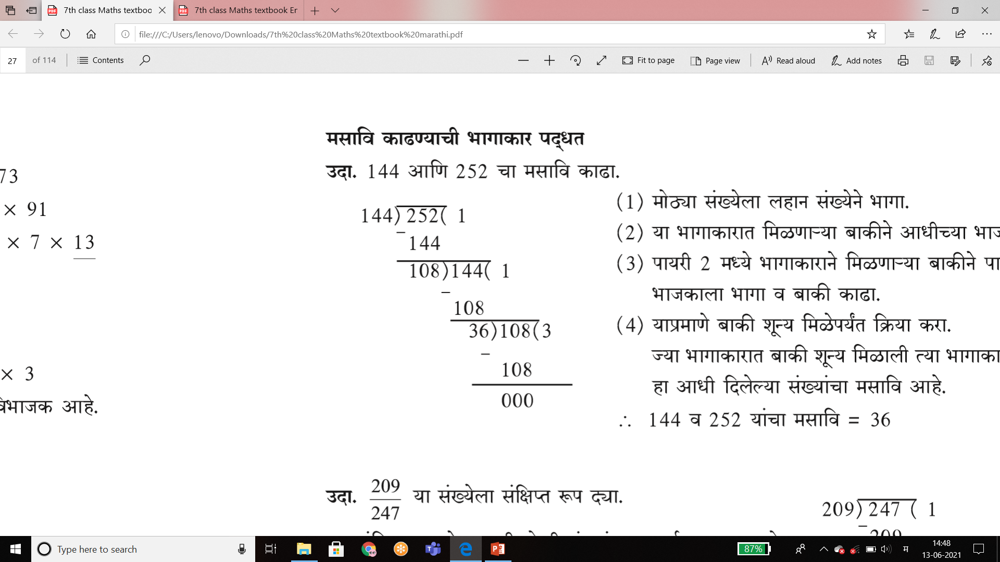 7th class Maths textboo
7th class Maths textbook Er
file:///C:/Users/lenovo/Downloads/7th%20class%20Maths%20textbook%20marathi.pdf
27 of 114 Contents Fit to page Page view Read aloud Add notes
मसावि काढण्याची भागाकार पद्धत
उदा. 144 आणि 252 चा मसावि काढा.
73
× 91
× 7 × 13
× 3
विभाजक आहे.
144) 252( 1
−
144
108)144( 1
−
108
36)108(3
−
108
000
(1) मोठ्या संख्येला लहान संख्येने भागा.
(2) या भागाकारात मिळणाऱ्या बाकीने आधीच्या भाज
(3) पायरी 2 मध्ये भागाकाराने मिळणाऱ्या बाकीने पा
भाजकाला भागा व बाकी काढा.
(4) याप्रमाणे बाकी शून्य मिळेपर्यंत क्रिया करा.
ज्या भागाकारात बाकी शून्य मिळाली त्या भागाका
हा आधी दिलेल्या संख्यांचा मसावि आहे.
∴ 144 व 252 यांचा मसावि = 36
उदा. 209/247 या संख्येला संक्षिप्त रूप द्या.
209) 247 ( 1
−209
Type here to search
87%
म
14:48
13-06-2021